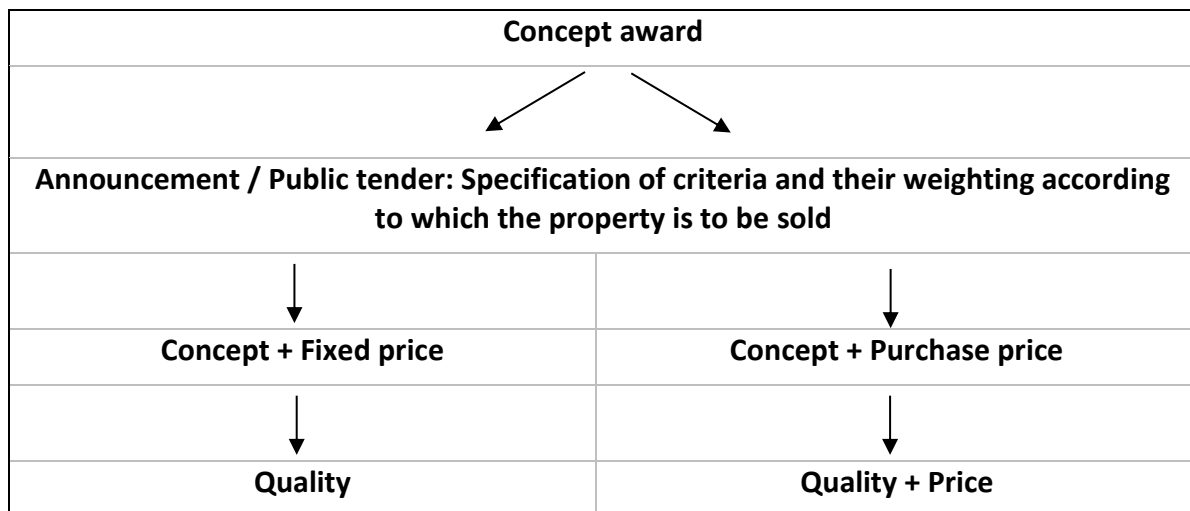 Concept award
Announcement / Public tender: Specification of criteria and their weighting according
to which the property is to be sold
Concept + Fixed price
Concept + Purchase price
Quality
Quality + Price